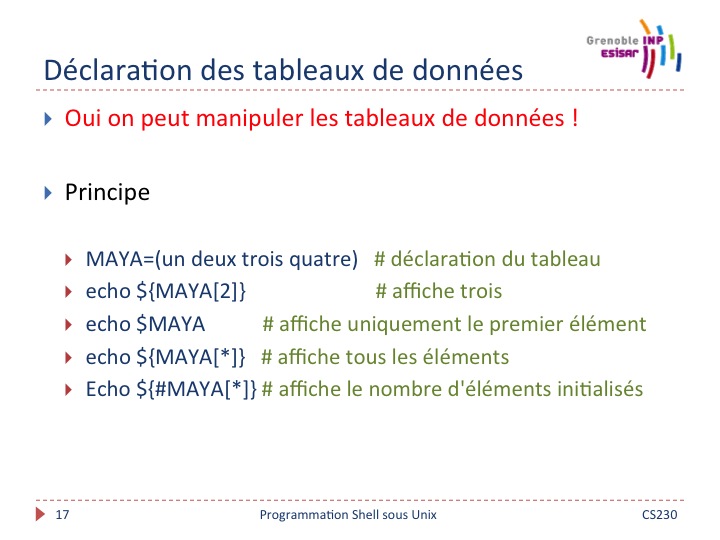 Grenoble INP
ESISAR
Déclaration des tableaux de données
Oui on peut manipuler les tableaux de données !
Principe
MAYA=(un deux trois quatre) # déclaration du tableau
echo ${MAYA[2]} # affiche trois
echo $MAYA # affiche uniquement le premier élément
echo ${MAYA[*]} # affiche tous les éléments
Echo ${#MAYA[*]} # affiche le nombre d'éléments initialisés
17 Programmation Shell sous Unix CS230